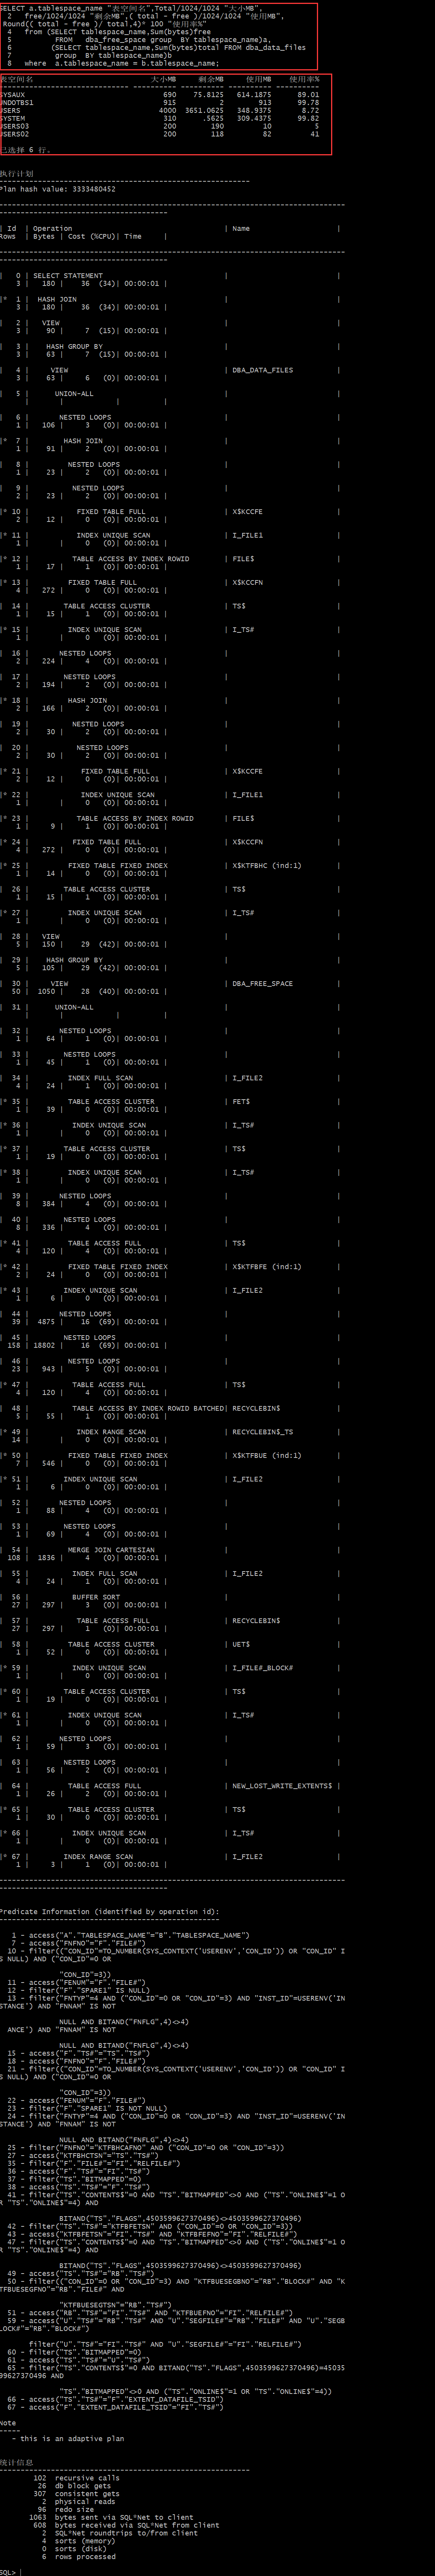 SELECT a.tablespace_name "表空间名",Total/1024/1024 "大小MB",
2 free/1024/1024 "剩余MB",( total - free )/1024/1024 "使用MB",
Round(( total - free )/ total,4)* 100 "使用率%"
4 from (SELECT tablespace_name,Sum(bytes)free
5 FROM dba_free_space group BY tablespace_name)a,
6 (SELECT tablespace_name,Sum(bytes)total FROM dba_data_files
7 group BY tablespace_name)b
8 where a.tablespace_name = b.tablespace_name;
表空间名 大小MB 剩余MB 使用MB 使用率%
------------------------------ ---------- ---------- ---------- ----------
SYSAUX 690 75.8125 614.1875 89.01
UNDOTBS1 915 2 913 99.78
USERS 4000 3651.0625 348.9375 8.72
SYSTEM 310 .5625 309.4375 99.82
USERS03 200 190 10 5
USERS02 200 118 82 41
已选择 6 行。
执行计划
----------------------------------------------------------
Plan hash value: 3333480452
--------------------------------------------------------------------------------
---------------------------------------
| Id | Operation | Name |
Rows | Bytes | Cost (%CPU)| Time |
--------------------------------------------------------------------------------
---------------------------------------
| 0 | SELECT STATEMENT | |
3 | 180 | 36 (34)| 00:00:01 |
|* 1 | HASH JOIN | |
3 | 180 | 36 (34)| 00:00:01 |
| 2 | VIEW | |
3 | 90 | 7 (15)| 00:00:01 |
| 3 | HASH GROUP BY | |
3 | 63 | 7 (15)| 00:00:01 |
| 4 | VIEW | DBA_DATA_FILES |
3 | 63 | 6 (0)| 00:00:01 |
| 5 | UNION-ALL | |
| | | |
| 6 | NESTED LOOPS | |
1 | 106 | 3 (0)| 00:00:01 |
|* 7 | HASH JOIN | |
1 | 91 | 2 (0)| 00:00:01 |
| 8 | NESTED LOOPS | |
1 | 23 | 2 (0)| 00:00:01 |
| 9 | NESTED LOOPS | |
2 | 23 | 2 (0)| 00:00:01 |
|* 10 | FIXED TABLE FULL | X$KCCFE |
2 | 12 | 0 (0)| 00:00:01 |
|* 11 | INDEX UNIQUE SCAN | I_FILE1 |
1 | | 0 (0)| 00:00:01 |
|* 12 | TABLE ACCESS BY INDEX ROWID | FILE$ |
1 | 17 | 1 (0)| 00:00:01 |
|* 13 | FIXED TABLE FULL | X$KCCFN |
4 | 272 | 0 (0)| 00:00:01 |
| 14 | TABLE ACCESS CLUSTER | TS$ |
1 | 15 | 1 (0)| 00:00:01 |
|* 15 | INDEX UNIQUE SCAN | I_TS# |
1 | | 0 (0)| 00:00:01 |
| 16 | NESTED LOOPS | |
2 | 224 | 4 (0)| 00:00:01 |
| 17 | NESTED LOOPS | |
2 | 194 | 2 (0)| 00:00:01 |
|* 18 | HASH JOIN | |
2 | 166 | 2 (0)| 00:00:01 |
| 19 | NESTED LOOPS | |
2 | 30 | 2 (0)| 00:00:01 |
| 20 | NESTED LOOPS | |
2 | 30 | 2 (0)| 00:00:01 |
|* 21 | FIXED TABLE FULL | X$KCCFE |
2 | 12 | 0 (0)| 00:00:01 |
|* 22 | INDEX UNIQUE SCAN | I_FILE1 |
1 | | 0 (0)| 00:00:01 |
|* 23 | TABLE ACCESS BY INDEX ROWID | FILE$ |
1 | 9 | 1 (0)| 00:00:01 |
|* 24 | FIXED TABLE FULL | X$KCCFN |
4 | 272 | 0 (0)| 00:00:01 |
|* 25 | FIXED TABLE FIXED INDEX | X$KTFBHC (ind:1) |
1 | 14 | 0 (0)| 00:00:01 |
| 26 | TABLE ACCESS CLUSTER | TS$ |
1 | 15 | 1 (0)| 00:00:01 |
|* 27 | INDEX UNIQUE SCAN | I_TS# |
1 | | 0 (0)| 00:00:01 |
| 28 | VIEW | |
5 | 150 | 29 (42)| 00:00:01 |
| 29 | HASH GROUP BY | |
5 | 105 | 29 (42)| 00:00:01 |
| 30 | VIEW | DBA_FREE_SPACE |
50 | 1050 | 28 (40)| 00:00:01 |
| 31 | UNION-ALL | |
| | | |
| 32 | NESTED LOOPS | |
1 | 64 | 1 (0)| 00:00:01 |
| 33 | NESTED LOOPS | |
1 | 45 | 1 (0)| 00:00:01 |
| 34 | INDEX FULL SCAN | I_FILE2 |
4 | 24 | 1 (0)| 00:00:01 |
|* 35 | TABLE ACCESS CLUSTER | FET$ |
1 | 39 | 0 (0)| 00:00:01 |
|* 36 | INDEX UNIQUE SCAN | I_TS# |
1 | | 0 (0)| 00:00:01 |
|* 37 | TABLE ACCESS CLUSTER | TS$ |
1 | 19 | 0 (0)| 00:00:01 |
|* 38 | INDEX UNIQUE SCAN | I_TS# |
1 | | 0 (0)| 00:00:01 |
| 39 | NESTED LOOPS | |
8 | 384 | 4 (0)| 00:00:01 |
| 40 | NESTED LOOPS | |
8 | 336 | 4 (0)| 00:00:01 |
|* 41 | TABLE ACCESS FULL | TS$ |
4 | 120 | 4 (0)| 00:00:01 |
|* 42 | FIXED TABLE FIXED INDEX | X$KTFBFE (ind:1) |
2 | 24 | 0 (0)| 00:00:01 |
|* 43 | INDEX UNIQUE SCAN | I_FILE2 |
1 | 6 | 0 (0)| 00:00:01 |
| 44 | NESTED LOOPS | |
39 | 4875 | 16 (69)| 00:00:01 |
| 45 | NESTED LOOPS | |
158 | 18802 | 16 (69)| 00:00:01 |
| 46 | NESTED LOOPS | |
23 | 943 | 5 (0)| 00:00:01 |
|* 47 | TABLE ACCESS FULL | TS$ |
4 | 120 | 4 (0)| 00:00:01 |
| 48 | TABLE ACCESS BY INDEX ROWID BATCHED| RECYCLEBIN$ |
5 | 55 | 1 (0)| 00:00:01 |
|* 49 | INDEX RANGE SCAN | RECYCLEBIN$_TS |
14 | | 0 (0)| 00:00:01 |
|* 50 | FIXED TABLE FIXED INDEX | X$KTFBUE (ind:1) |
7 | 546 | 0 (0)| 00:00:01 |
|* 51 | INDEX UNIQUE SCAN | I_FILE2 |
1 | 6 | 0 (0)| 00:00:01 |
| 52 | NESTED LOOPS | |
1 | 88 | 4 (0)| 00:00:01 |
| 53 | NESTED LOOPS | |
1 | 69 | 4 (0)| 00:00:01 |
| 54 | MERGE JOIN CARTESIAN | |
108 | 1836 | 4 (0)| 00:00:01 |
| 55 | INDEX FULL SCAN | I_FILE2 |
4 | 24 | 1 (0)| 00:00:01 |
| 56 | BUFFER SORT | |
27 | 297 | 3 (0)| 00:00:01 |
| 57 | TABLE ACCESS FULL | RECYCLEBIN$ |
27 | 297 | 1 (0)| 00:00:01 |
| 58 | TABLE ACCESS CLUSTER | UET$ |
1 | 52 | 0 (0)| 00:00:01 |
|* 59 | INDEX UNIQUE SCAN | I_FILE#_BLOCK# |
1 | | 0 (0)| 00:00:01 |
|* 60 | TABLE ACCESS CLUSTER | TS$ |
1 | 19 | 0 (0)| 00:00:01 |
|* 61 | INDEX UNIQUE SCAN | I_TS# |
1 | | 0 (0)| 00:00:01 |
| 62 | NESTED LOOPS | |
1 | 59 | 3 (0)| 00:00:01 |
| 63 | NESTED LOOPS | |
1 | 56 | 2 (0)| 00:00:01 |
| 64 | TABLE ACCESS FULL | NEW_LOST_WRITE_EXTENTS$ |
1 | 26 | 2 (0)| 00:00:01 |
|* 65 | TABLE ACCESS CLUSTER | TS$ |
1 | 30 | 0 (0)| 00:00:01 |
|* 66 | INDEX UNIQUE SCAN | I_TS# |
1 | | 0 (0)| 00:00:01 |
|* 67 | INDEX RANGE SCAN | I_FILE2 |
1 | 3 | 1 (0)| 00:00:01 |
--------------------------------------------------------------------------------
---------------------------------------
Predicate Information (identified by operation id):
---------------------------------------------------
1 - access("A"."TABLESPACE_NAME"="B"."TABLESPACE_NAME")
7 - access("FNFNO"="F"."FILE#")
10 - filter(("CON_ID"=TO_NUMBER(SYS_CONTEXT('USERENV','CON_ID')) OR "CON_ID" I
S NULL) AND ("CON_ID"=0 OR
"CON_ID"=3))
11 - access("FENUM"="F"."FILE#")
12 - filter("F"."SPARE1" IS NULL)
13 - filter("FNTYP"=4 AND ("CON_ID"=0 OR "CON_ID"=3) AND "INST_ID"=USERENV('IN
STANCE') AND "FNNAM" IS NOT
NULL AND BITAND("FNFLG",4)<>4)
ANCE') AND "FNNAM" IS NOT
NULL AND BITAND("FNFLG",4)<>4)
15 - access("F"."TS#"="TS"."TS#")
18 - access("FNFNO"="F"."FILE#")
21 - filter(("CON_ID"=TO_NUMBER(SYS_CONTEXT('USERENV','CON_ID')) OR "CON_ID" I
S NULL) AND ("CON_ID"=0 OR
"CON_ID"=3))
22 - access("FENUM"="F"."FILE#")
23 - filter("F"."SPARE1" IS NOT NULL)
24 - filter("FNTYP"=4 AND ("CON_ID"=0 OR "CON_ID"=3) AND "INST_ID"=USERENV('IN
STANCE') AND "FNNAM" IS NOT
NULL AND BITAND("FNFLG",4)<>4)
25 - filter("FNFNO"="KTFBHCAFNO" AND ("CON_ID"=0 OR "CON_ID"=3))
27 - access("KTFBHCTSN"="TS"."TS#")
35 - filter("F"."FILE#"="FI"."RELFILE#")
36 - access("F"."TS#"="FI"."TS#")
37 - filter("TS"."BITMAPPED"=0)
38 - access("TS"."TS#"="F"."TS#")
41 - filter("TS"."CONTENTS$"=0 AND "TS"."BITMAPPED"<>0 AND ("TS"."ONLINE$"=1 O
R "TS"."ONLINE$"=4) AND
BITAND("TS"."FLAGS",4503599627370496)<>4503599627370496)
42 - filter("TS"."TS#"="KTFBFETSN" AND ("CON_ID"=0 OR "CON_ID"=3))
43 - access("KTFBFETSN"="FI"."TS#" AND "KTFBFEFNO"="FI"."RELFILE#")
47 - filter("TS"."CONTENTS$"=0 AND "TS"."BITMAPPED"<>0 AND ("TS"."ONLINE$"=1 O
R "TS"."ONLINE$"=4) AND
BITAND("TS"."FLAGS",4503599627370496)<>4503599627370496)
49 - access("TS"."TS#"="RB"."TS#")
50 - filter(("CON_ID"=0 OR "CON_ID"=3) AND "KTFBUESEGBNO"="RB"."BLOCK#" AND "K
TFBUESEGFNO"="RB"."FILE#" AND
"KTFBUESEGTSN"="RB"."TS#")
51 - access("RB"."TS#"="FI"."TS#" AND "KTFBUEFNO"="FI"."RELFILE#")
59 - access("U"."TS#"="RB"."TS#" AND "U"."SEGFILE#"="RB"."FILE#" AND "U"."SEGB
LOCK#"="RB"."BLOCK#")
filter("U"."TS#"="FI"."TS#" AND "U"."SEGFILE#"="FI"."RELFILE#")
60 - filter("TS"."BITMAPPED"=0)
61 - access("TS"."TS#"="U"."TS#")
65 - filter("TS"."CONTENTS$"=0 AND BITAND("TS"."FLAGS",4503599627370496)=45035
99627370496 AND
"TS"."BITMAPPED"<>0 AND ("TS"."ONLINE$"=1 OR "TS"."ONLINE$"=4))
66 - access("TS"."TS#"="F"."EXTENT_DATAFILE_TSID")
67 - access("F"."EXTENT_DATAFILE_TSID"="FI"."TS#")
Note
-----
- this is an adaptive plan
统计信息
----------------------------------------------------------
102 recursive calls
26 db block gets
307 consistent gets
2 physical reads
96 redo size
1063 bytes sent via SQL*Net to client
608 bytes received via SQL*Net from client
2 SQL*Net roundtrips to/from client
4 sorts (memory)
0 sorts (disk)
6 rows processed
SQL>